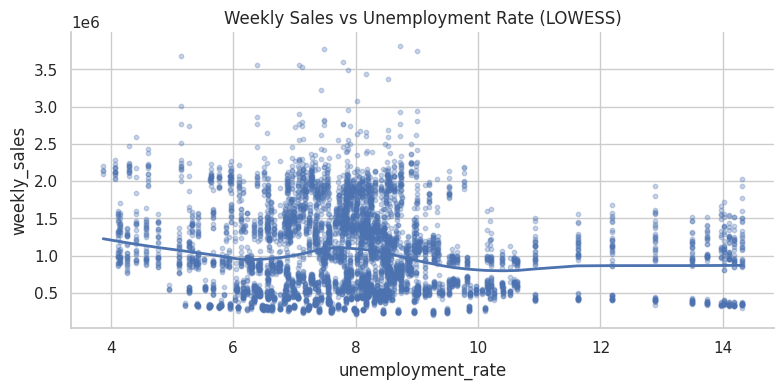 Weekly Sales vs Unemployment Rate (LOWESS)
1e6
3.5
3.0
2.5
2.0
1.5
1.0
0.5
weekly_sales
4 6 8 10 12 14
unemployment_rate